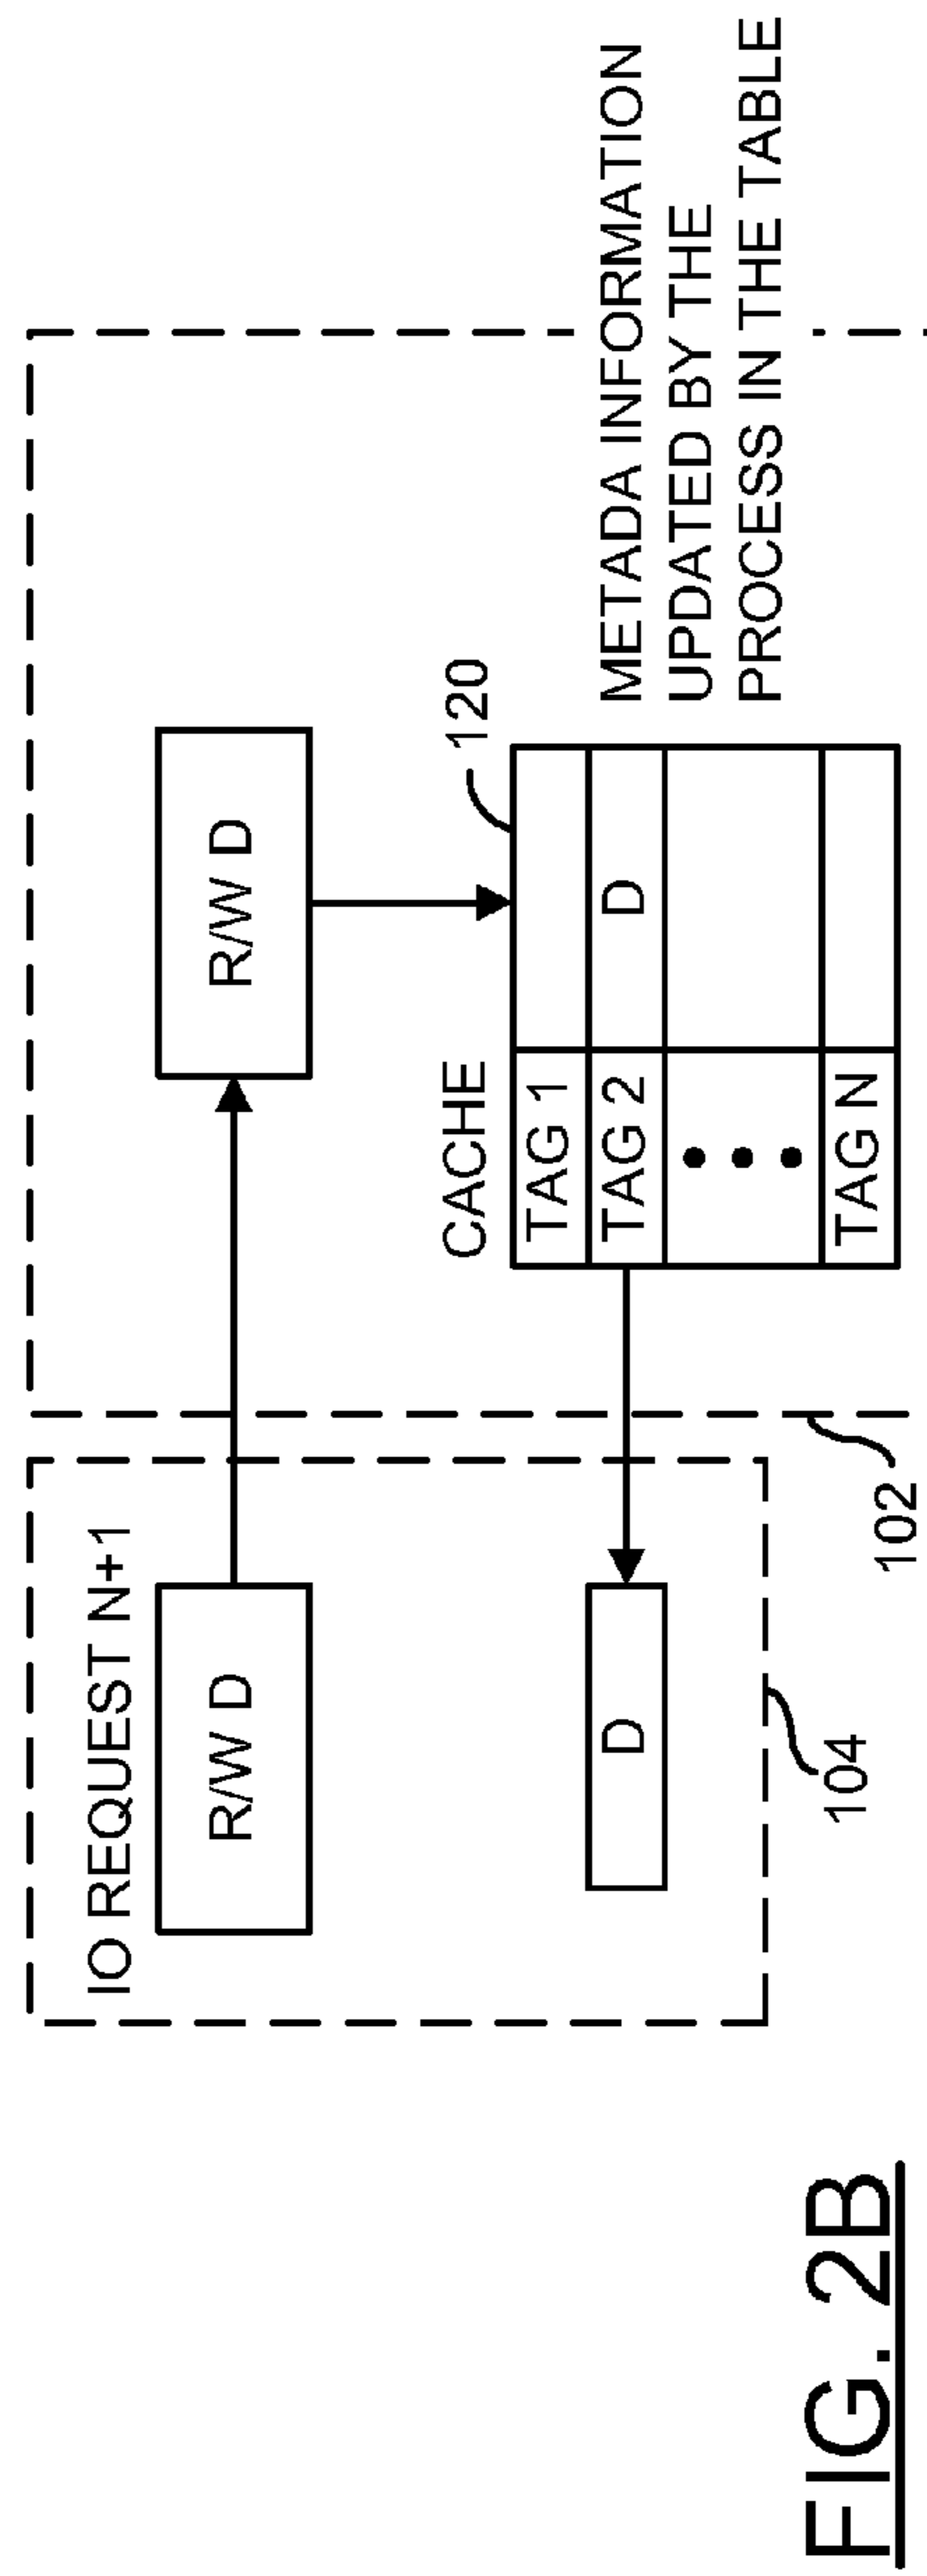 IO REQUEST N+1
R/W D
R/W D
CACHE
120
TAG 1
TAG 2
D
TAG N
D
METADA INFORMATION
UPDATED BY THE
PROCESS IN THE TABLE
104
102
FIG. 2B